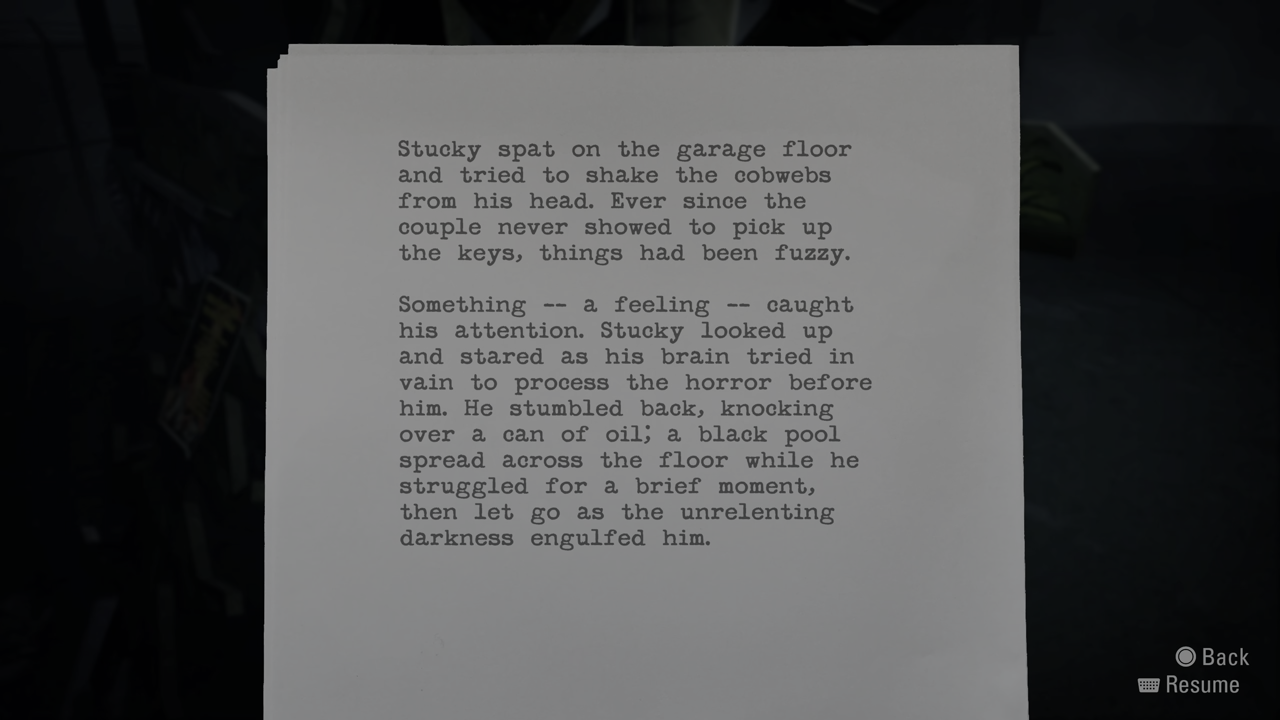 Stucky spat on the garage floor
and tried to shake the cobwebs
from his head. Ever since the
couple never showed to pick up
the keys, things had been fuzzy.
Something -- a feeling -- caught
his attention. Stucky looked up
and stared as his brain tried in
vain to process the horror before
him. He stumbled back, knocking
over a can of oil; a black pool
spread across the floor while he
struggled for a brief moment,
then let go as the unrelenting
darkness engulfed him.
Back
Resume